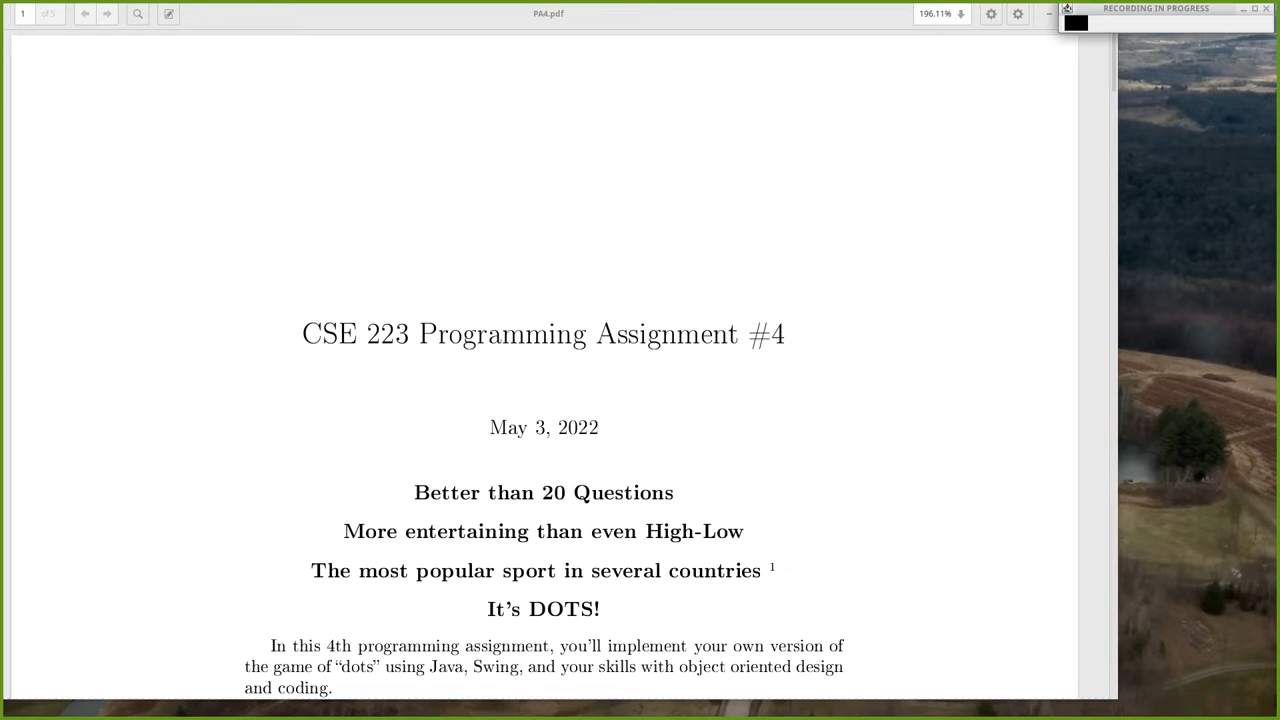 1 of 5
PA4.pdf
196.11%
RECORDING IN PROGRESS
CSE 223 Programming Assignment #4
May 3, 2022
Better than 20 Questions
More entertaining than even High-Low
The most popular sport in several countries 1
It's DOTS!
In this 4th programming assignment, you'll implement your own version of
the game of “dots” using Java, Swing, and your skills with object oriented design
and coding.